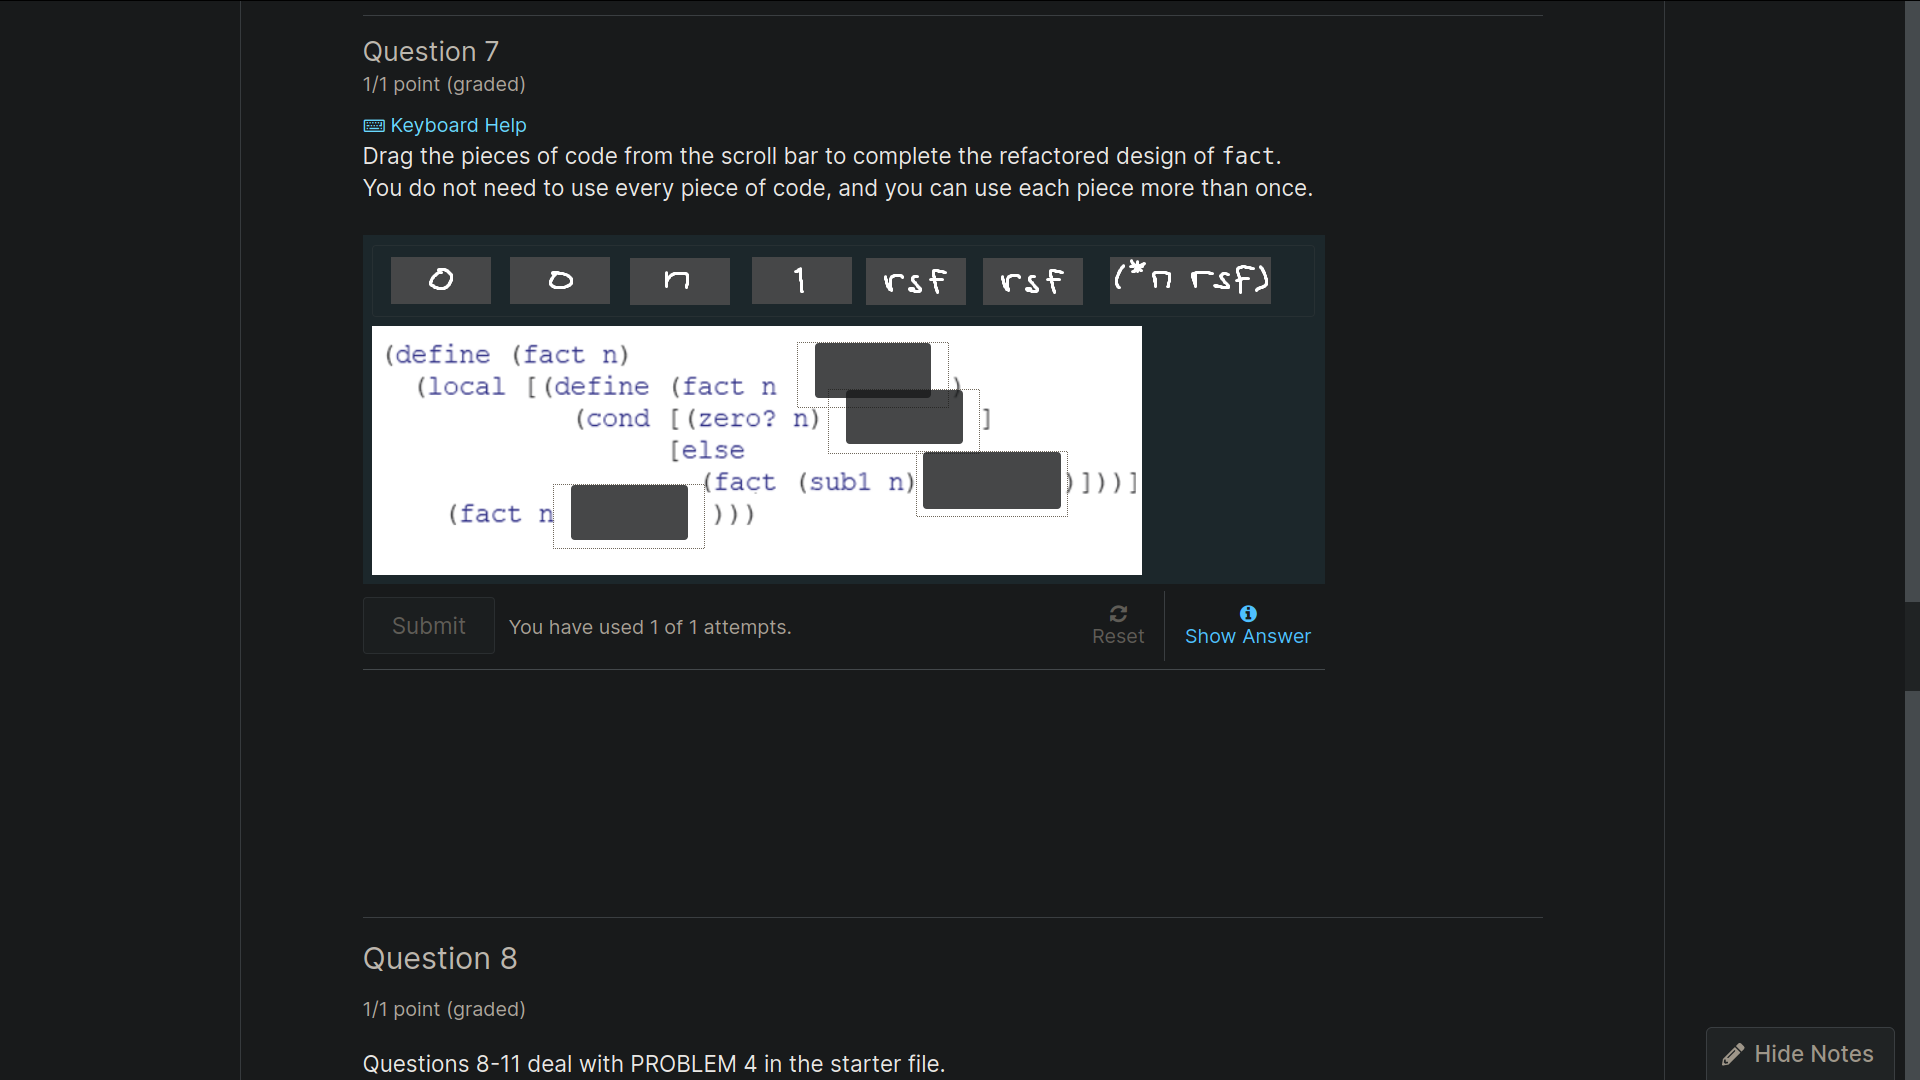 Question 7
1/1 point (graded)
Keyboard Help
Drag the pieces of code from the scroll bar to complete the refactored design of fact.
You do not need to use every piece of code, and you can use each piece more than once.
0 0 n 1 rsf rsf (*n rsf)
(define (fact n)
(local [(define (fact n )
(cond [(zero? n) ]
[else
(fact (sub1 n) )]))]
(fact n )))
Submit You have used 1 of 1 attempts. Reset Show Answer
Question 8
1/1 point (graded)
Questions 8-11 deal with PROBLEM 4 in the starter file.
Hide Notes